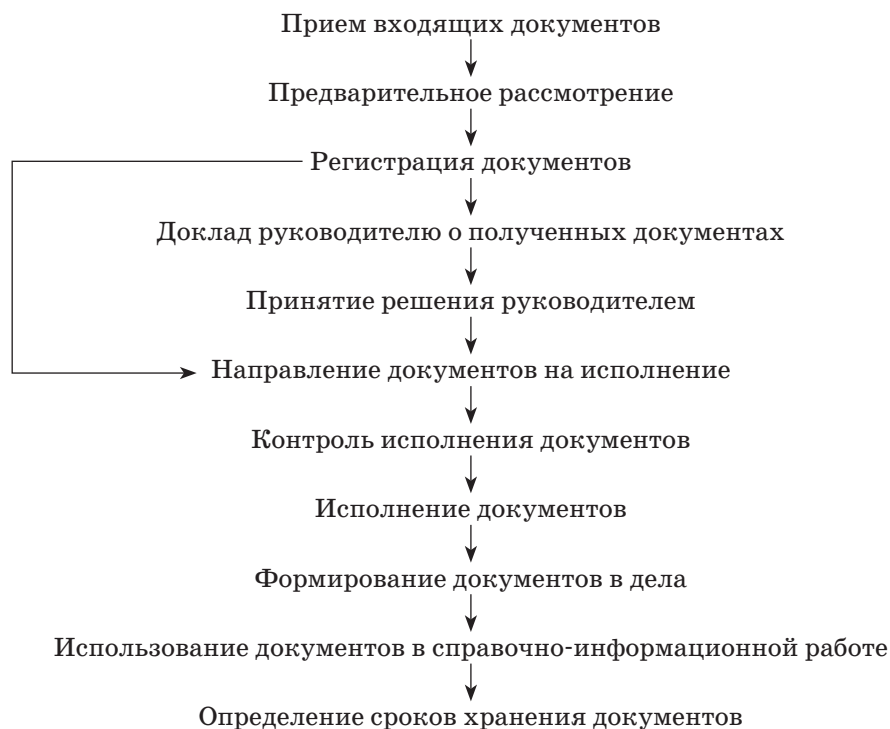 Прием входящих документов
Предварительное рассмотрение
Регистрация документов
Доклад руководителю о полученных документах
Принятие решения руководителем
Направление документов на исполнение
Контроль исполнения документов
Исполнение документов
Формирование документов в дела
Использование документов в справочно-информационной работе
Определение сроков хранения документов